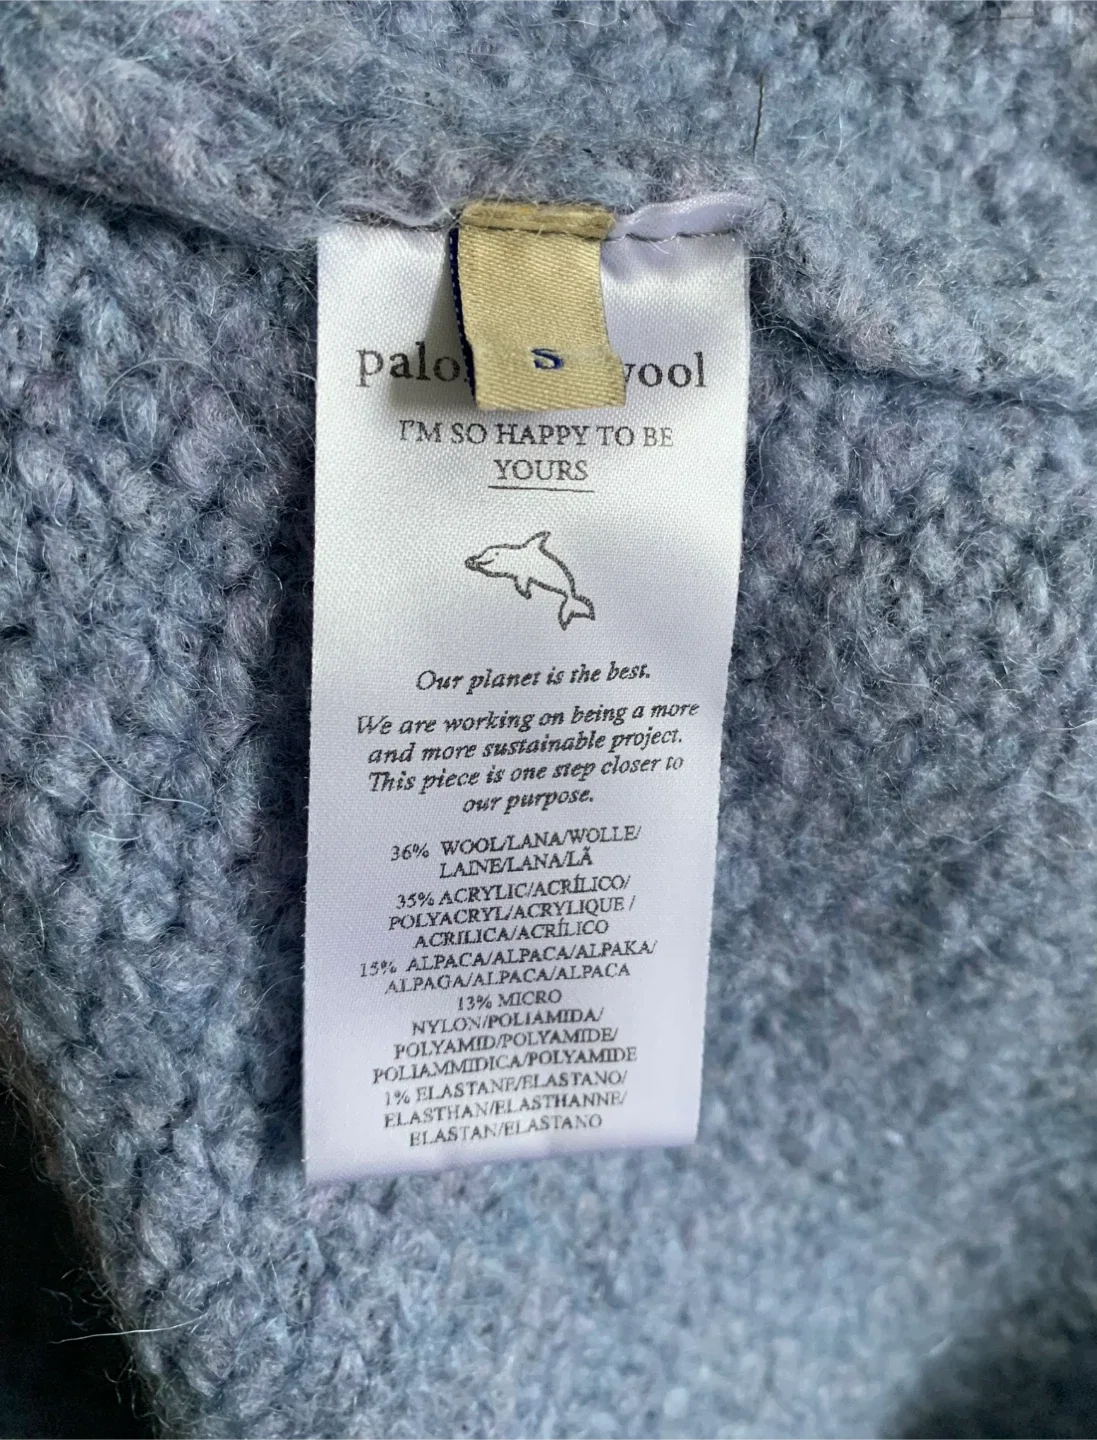 palo
S
wool
I'M SO HAPPY TO BE
YOURS
Our planet is the best.
We are working on being a more
and more sustainable project.
This piece is one step closer to
our purpose.
36% WOOL/LANA/WOLLE/
LAINE/LANA/LÃ
35% ACRYLIC/ACRÍLICO/
POLYACRYL/ACRYLIQUE /
ACRILICA/ACRÍLICO
15% ALPACA/ALPACA/ALPAKA/
ALPAGA/ALPACA/ALPACA
13% MICRO
NYLON/POLIAMIDA/
POLYAMID/POLYAMIDE/
POLIAMMIDICA/POLYAMIDE
1% ELASTANE/ELASTANO/
ELASTHAN/ELASTHANNE/
ELASTAN/ELASTANO